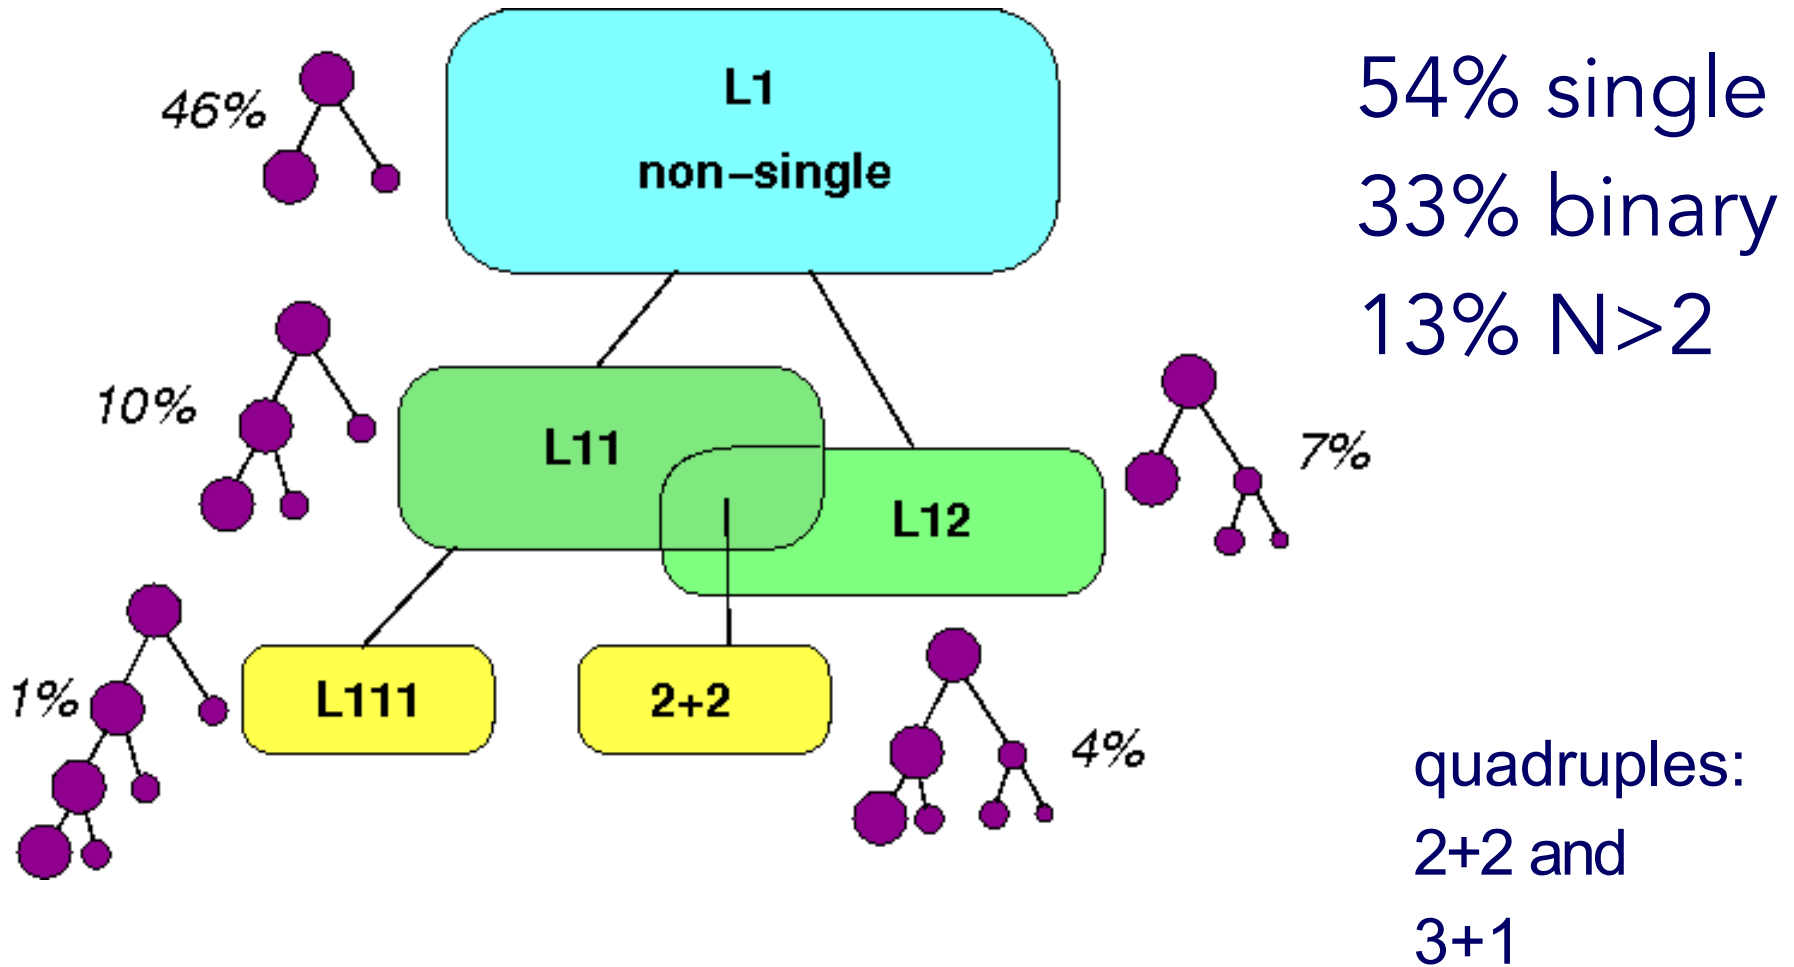 46%
L1
non–single
54% single
33% binary
13% N>2
10%
L11
L12
7%
1%
L111
2+2
4%
quadruples:
2+2 and
3+1